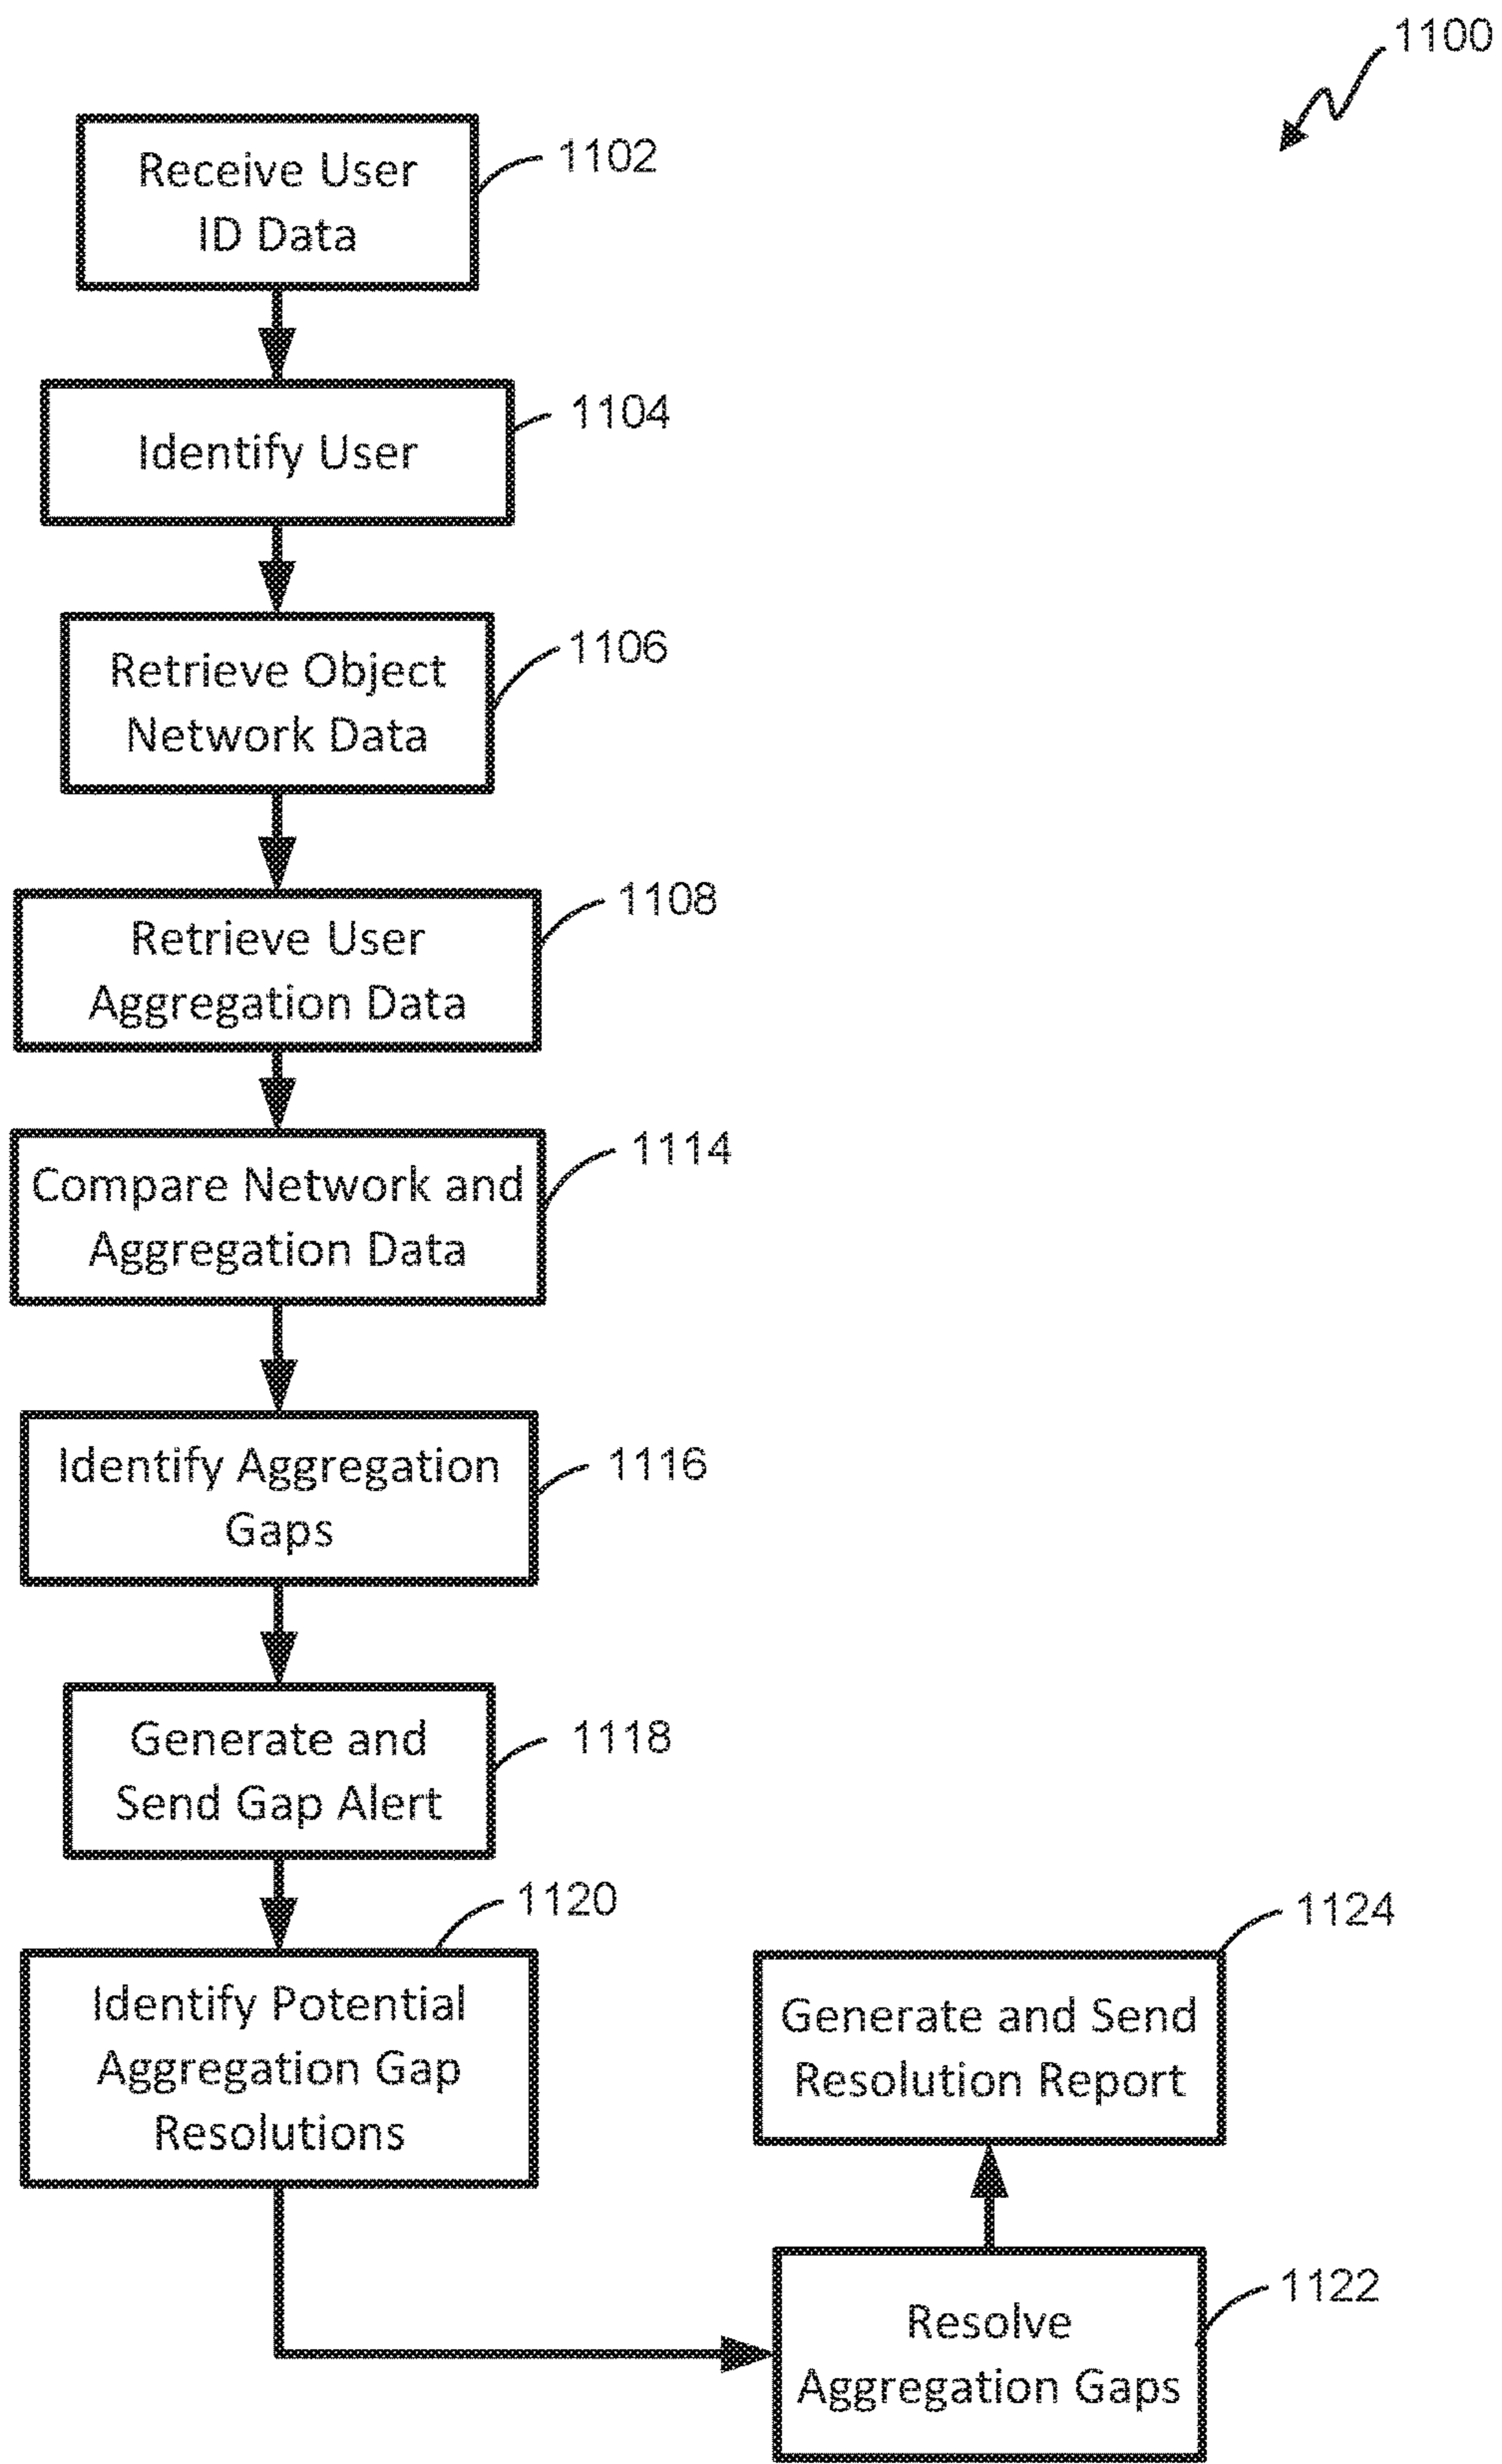 1100
Receive User
ID Data
1102
Identify User
1104
Retrieve Object
Network Data
1106
Retrieve User
Aggregation Data
1108
Compare Network and
Aggregation Data
1114
Identify Aggregation
Gaps
1116
Generate and
Send Gap Alert
1118
Identify Potential
Aggregation Gap
Resolutions
1120
Resolve
Aggregation Gaps
1122
Generate and Send
Resolution Report
1124